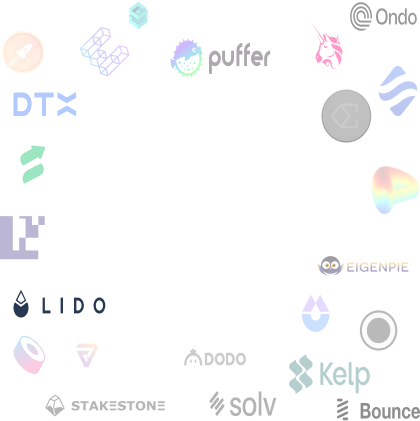 Ondo
puffer
DTX
EIGENPIE
LIDO
DODO
Kelp
STAKESTONE
solv
Bounce